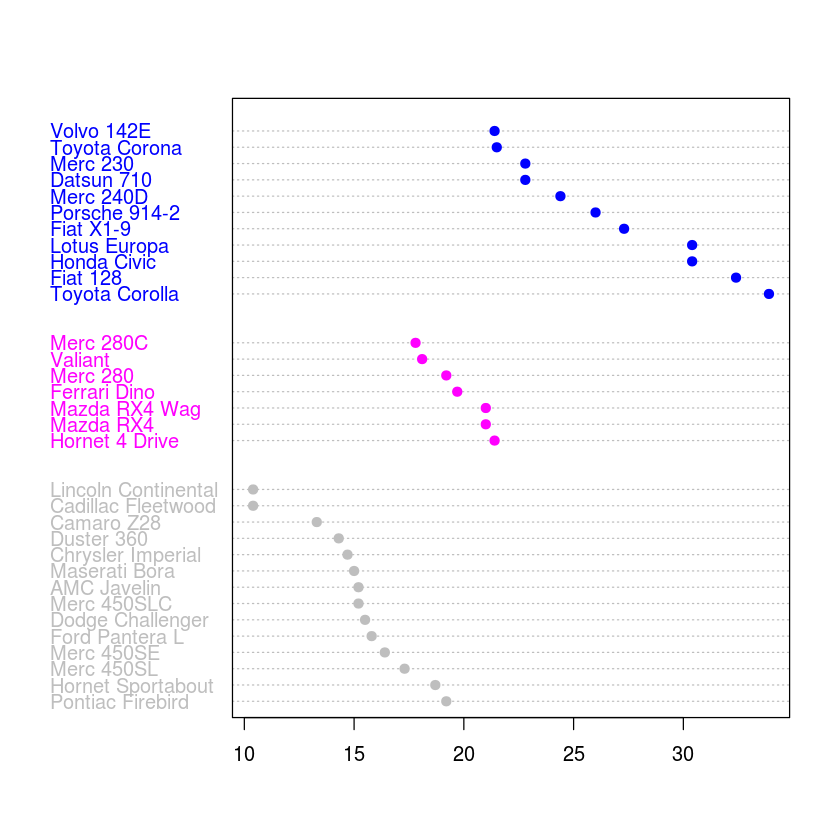 Volvo 142E
Toyota Corona
Merc 230
Datsun 710
Merc 240D
Porsche 914-2
Fiat X1-9
Lotus Europa
Honda Civic
Fiat 128
Toyota Corolla
Merc 280C
Valiant
Merc 280
Ferrari Dino
Mazda RX4 Wag
Mazda RX4
Hornet 4 Drive
Lincoln Continental
Cadillac Fleetwood
Camaro Z28
Duster 360
Chrysler Imperial
Maserati Bora
AMC Javelin
Merc 450SLC
Dodge Challenger
Ford Pantera L
Merc 450SE
Merc 450SL
Hornet Sportabout
Pontiac Firebird
10 15 20 25 30